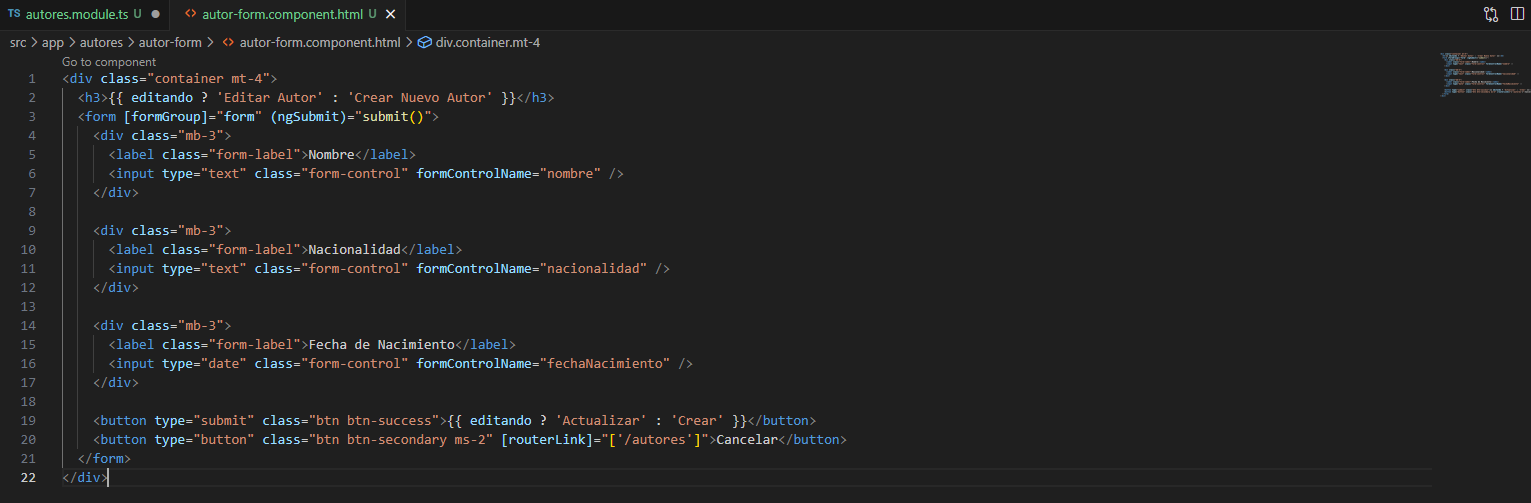 TS autores.module.ts U ●
<> autor-form.component.html U ×
src > app > autores > autor-form > <> autor-form.component.html > div.container.mt-4
Go to component
1 <div class="container mt-4">
2   <h3>{{ editando ? 'Editar Autor' : 'Crear Nuevo Autor' }}</h3>
3   <form [formGroup]="form" (ngSubmit)="submit()">
4     <div class="mb-3">
5       <label class="form-label">Nombre</label>
6       <input type="text" class="form-control" formControlName="nombre" />
7     </div>
8
9     <div class="mb-3">
10       <label class="form-label">Nacionalidad</label>
11       <input type="text" class="form-control" formControlName="nacionalidad" />
12     </div>
13
14     <div class="mb-3">
15       <label class="form-label">Fecha de Nacimiento</label>
16       <input type="date" class="form-control" formControlName="fechaNacimiento" />
17     </div>
18
19     <button type="submit" class="btn btn-success">{{ editando ? 'Actualizar' : 'Crear' }}</button>
20     <button type="button" class="btn btn-secondary ms-2" [routerLink]="['/autores']">Cancelar</button>
21   </form>
22 </div>